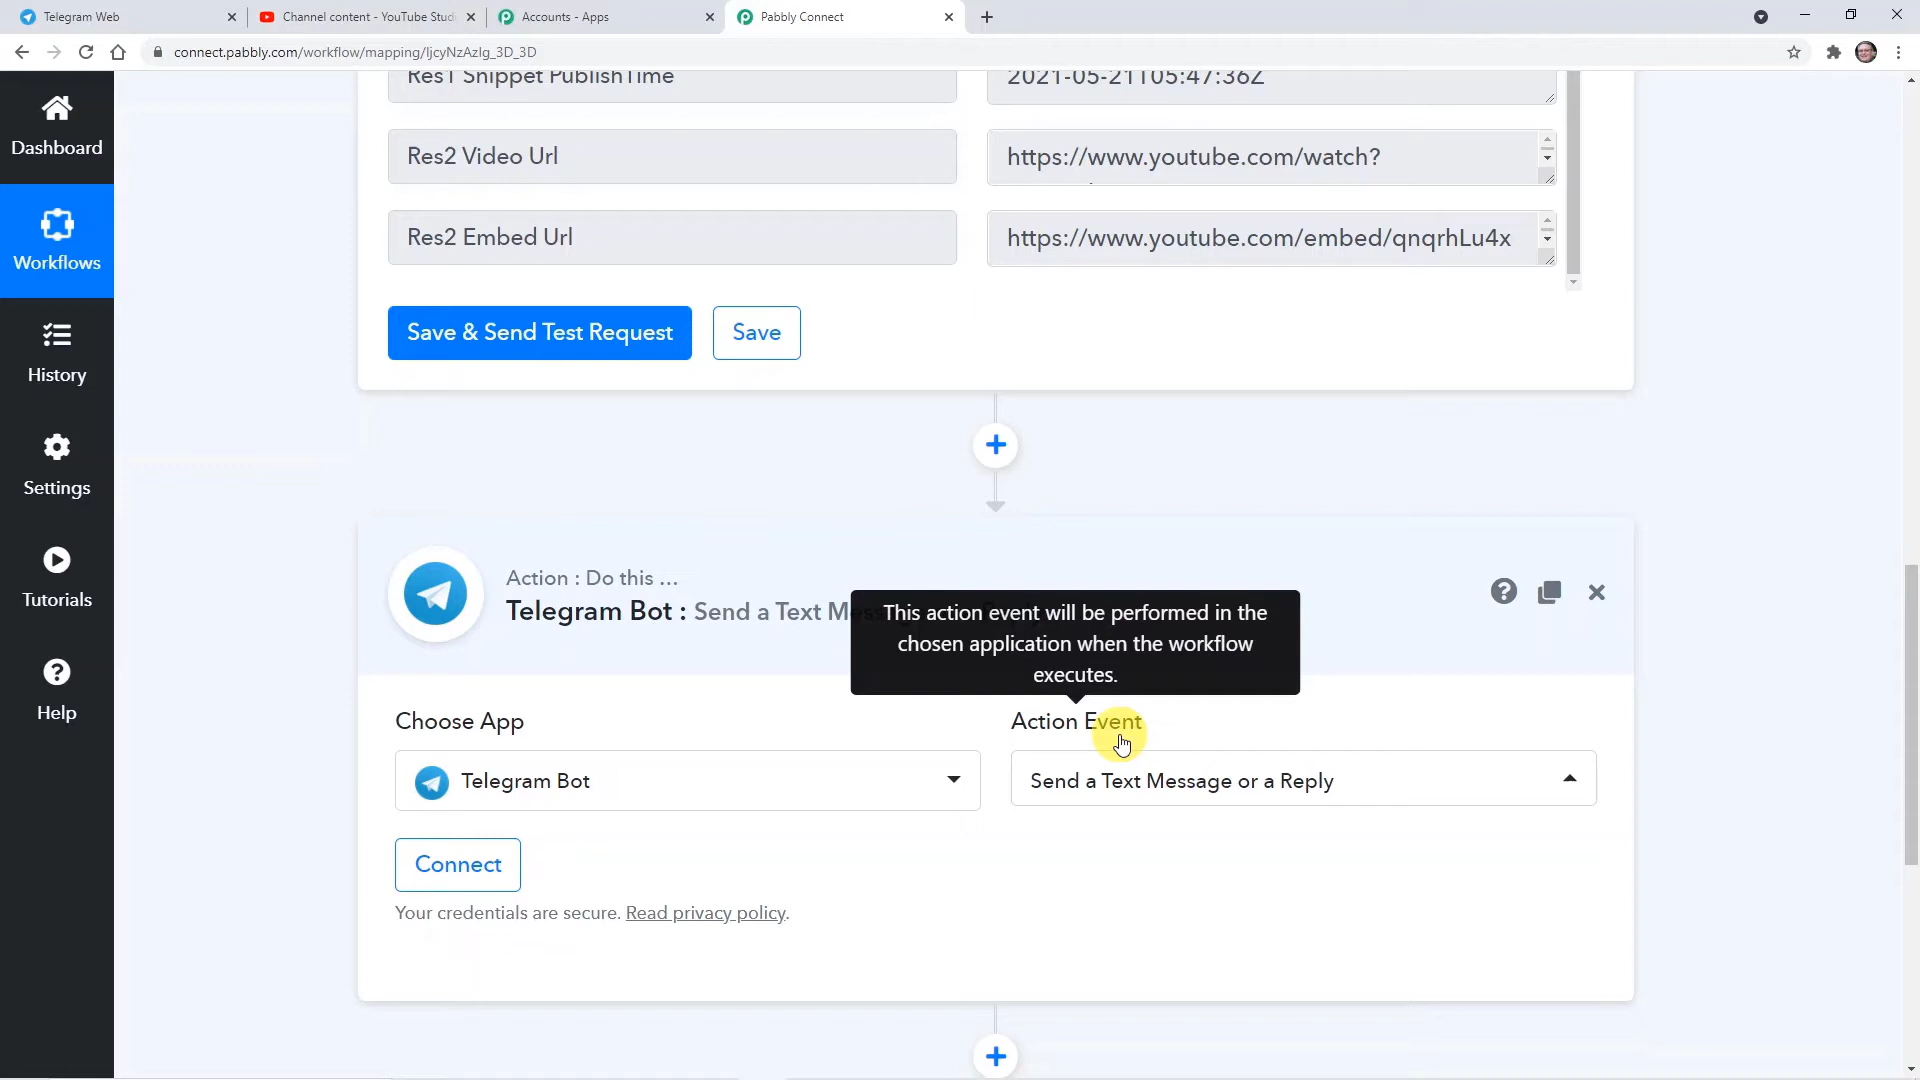 Telegram Web
Channel content - YouTube Studi
Accounts - Apps
Pabbly Connect
connect.pabbly.com/workflow/mapping/IjcyNzAzIg_3D_3D
Res1 Snippet PublishTime
2021-05-21T05:47:36Z
Dashboard
Res2 Video Url
https://www.youtube.com/watch?
Workflows
Res2 Embed Url
https://www.youtube.com/embed/qnqrhLu4x
Save & Send Test Request
Save
History
Settings
Action : Do this ...
Telegram Bot : Send a Text
This action event will be performed in the
chosen application when the workflow
executes.
Tutorials
Help
Choose App
Action Event
Telegram Bot
Send a Text Message or a Reply
Connect
Your credentials are secure. Read privacy policy.